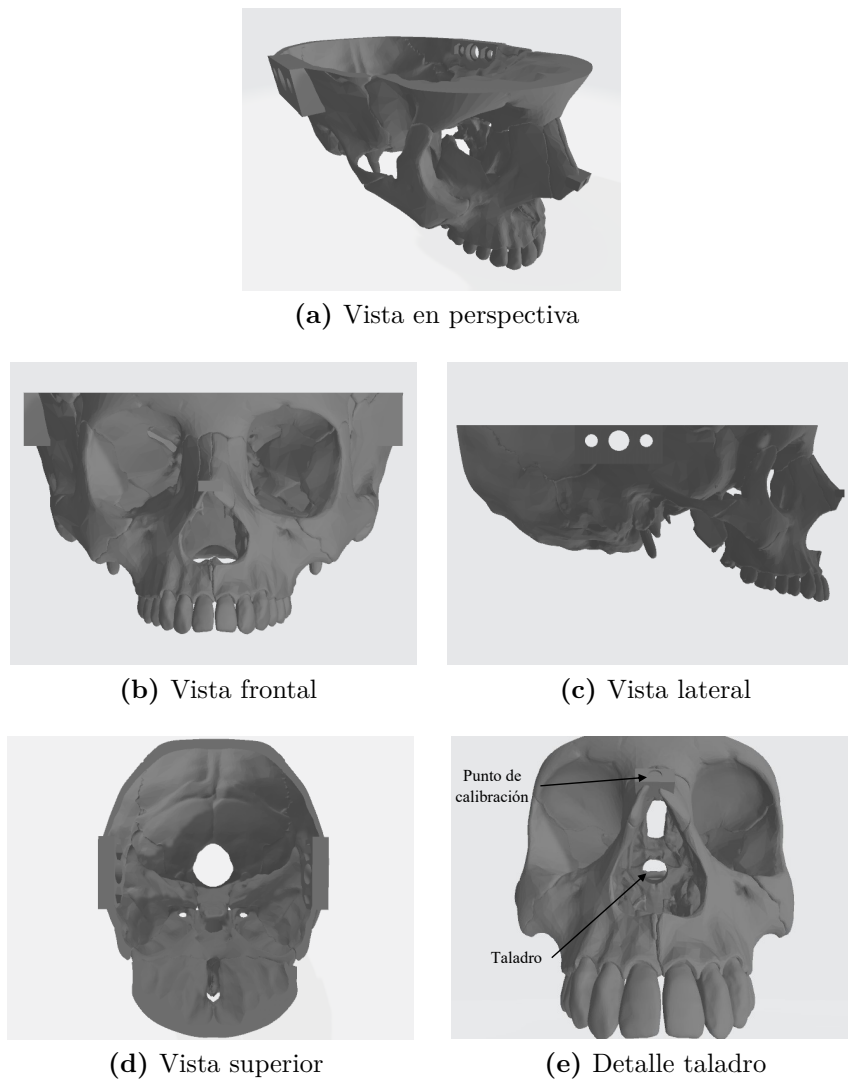 (a) Vista en perspectiva
(b) Vista frontal
(c) Vista lateral
Punto de
calibración
Taladro
(d) Vista superior
(e) Detalle taladro